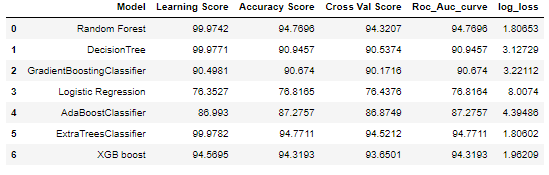 Model Learning Score Accuracy Score Cross Val Score Roc_Auc_curve log_loss
0 Random Forest 99.9742 94.7696 94.3207 94.7696 1.80653
1 DecisionTree 99.9771 90.9457 90.5374 90.9457 3.12729
2 GradientBoostingClassifier 90.4981 90.674 90.1716 90.674 3.22112
3 Logistic Regression 76.3527 76.8165 76.4376 76.8164 8.0074
4 AdaBoostClassifier 86.993 87.2757 86.8749 87.2757 4.39486
5 ExtraTreesClassifier 99.9782 94.7711 94.5212 94.7711 1.80602
6 XGB boost 94.5695 94.3193 93.6501 94.3193 1.96209